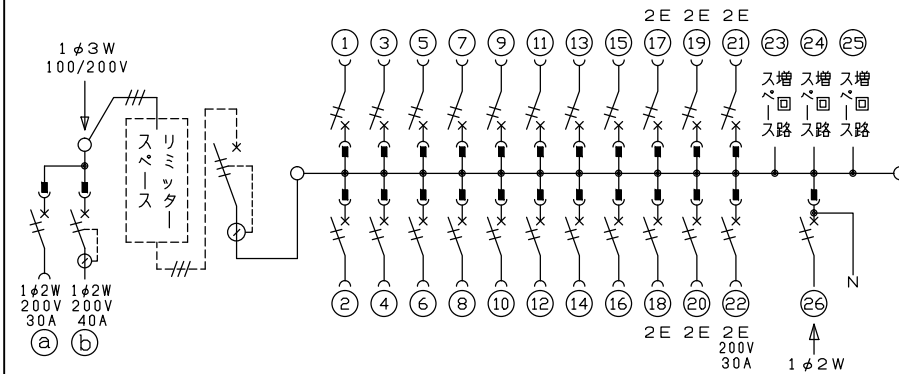 2E 2E 2E
1 3 5 7 9 11 13 15 17 19 21 23 24 25
1φ3W
100/200V
増回路
スペース
増回路
スペース
増回路
スペース
リミッター
スペース
N
1φ2W
200V
30A
a
1φ2W
200V
40A
b
2 4 6 8 10 12 14 16 18 20 22 26
2E 2E 2E
200V
30A
1φ2W